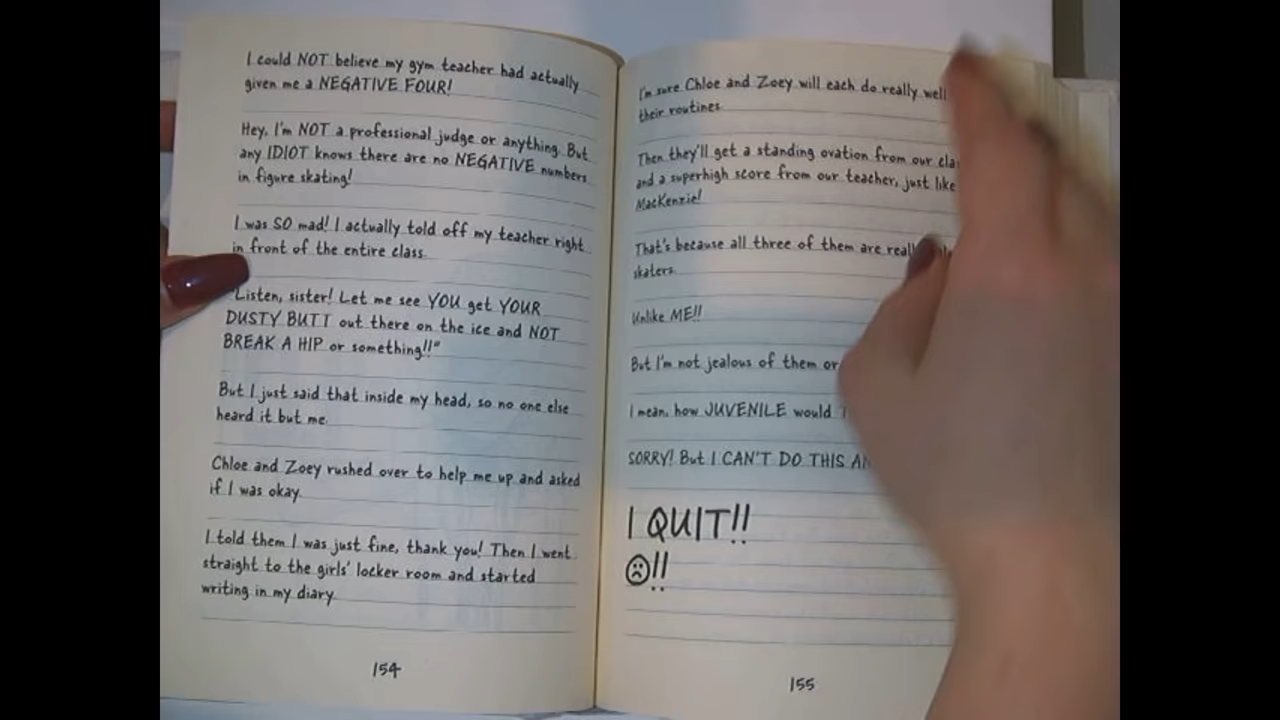 I could NOT believe my gym teacher had actually
given me a NEGATIVE FOUR!
Hey, I'm NOT a professional judge or anything. But
any IDIOT knows there are no NEGATIVE numbers
in figure skating!
I was SO mad! I actually told off my teacher right
in front of the entire class.
"Listen, sister! Let me see YOU get YOUR
DUSTY BUTT out there on the ice and NOT
BREAK A HIP or something!!"
But I just said that inside my head, so no one else
heard it but me.
Chloe and Zoey rushed over to help me up and asked
if I was okay.
I told them I was just fine, thank you! Then I went
straight to the girls' locker room and started
writing in my diary.
154
I'm sure Chloe and Zoey will each do really well
their routines.
Then they'll get a standing ovation from our
and a superhigh score from our teacher, just like
MacKenzie!
That's because all three of them are
skaters.
Unlike ME!!
But I'm not jealous of them or
I mean, how JUVENILE would
SORRY! But I CAN'T DO THIS
I QUIT!!
☹!!
155